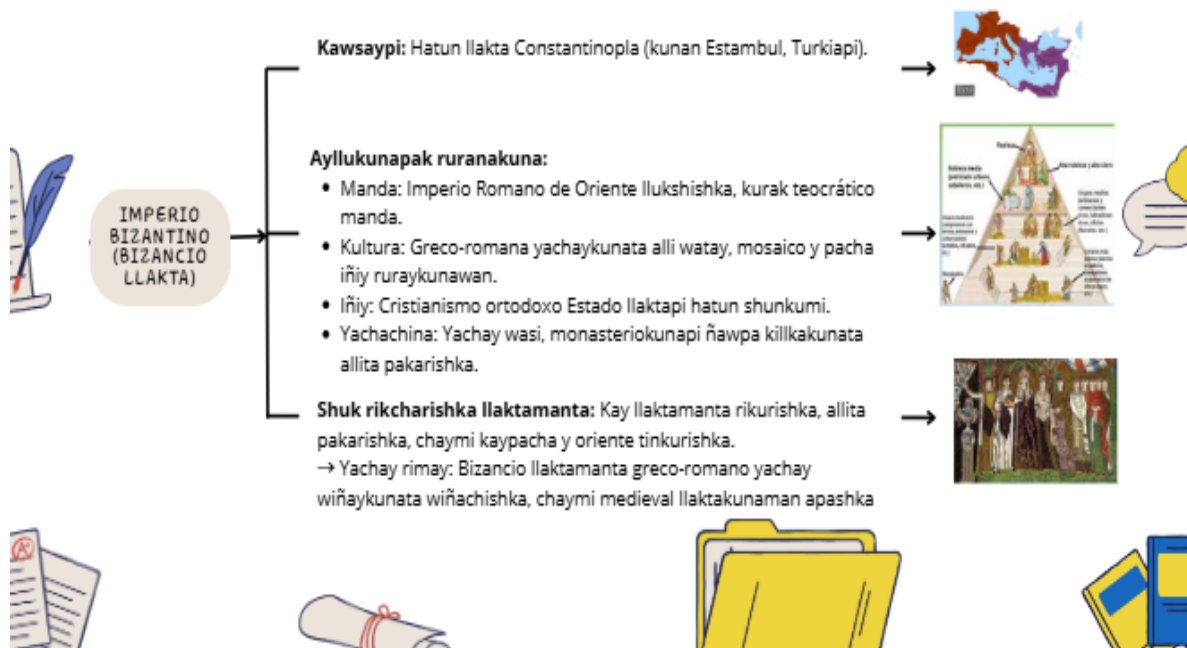 Kawsaypi: Hatun llakta Constantinopla (kunan Estambul, Turkiapi).
IMPERIO
BIZANTINO
(BIZANCIO
LLAKTA)
Ayllukunapak ruranakuna:
• Manda: Imperio Romano de Oriente llukshishka, kurak teocrático
manda.
• Kultura: Greco-romana yachaykunata alli watay, mosaico y pacha
iñiy ruraykunawan.
• Iñiy: Cristianismo ortodoxo Estado llaktapi hatun shunkumi.
• Yachachina: Yachay wasi, monasteriokunapi ñawpa killkakunata
allita pakarishka.
Shuk rikcharishka llaktamanta: Kay llaktamanta rikurishka, allita
pakarishka, chaymi kaypacha y oriente tinkurishka.
→ Yachay rimay: Bizancio llaktamanta greco-romano yachay
wiñaykunata wiñachishka, chaymi medieval llaktakunaman apashka
A+